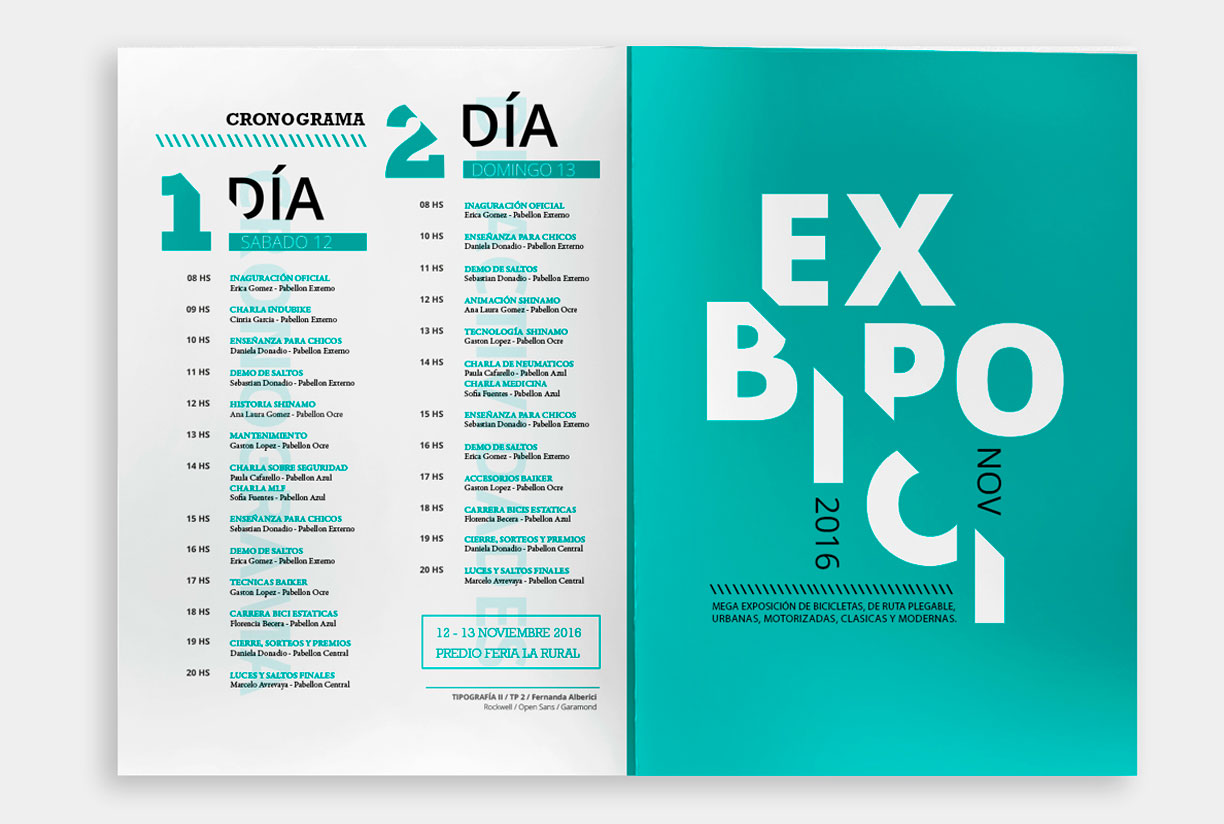 CRONOGRAMA
1 DÍA
SABADO 12
08 HS INAGURACIÓN OFICIAL
Erica Gomez - Pabellon Externo
09 HS CHARLA INDUBIKE
Cintia Garcia - Pabellon Externo
10 HS ENSEÑANZA PARA CHICOS
Daniela Donadio - Pabellon Externo
11 HS DEMO DE SALTOS
Sebastian Donadio - Pabellon Externo
12 HS HISTORIA SHINAMO
Ana Laura Gomez - Pabellon Ocre
13 HS MANTENIMIENTO
Gaston Lopez - Pabellon Ocre
14 HS CHARLA SOBRE SEGURIDAD
Paula Cafarello - Pabellon Azul
CHARLA MLF
Sofia Fuentes - Pabellon Azul
15 HS ENSEÑANZA PARA CHICOS
Sebastian Donadio - Pabellon Externo
16 HS DEMO DE SALTOS
Erica Gomez - Pabellon Externo
17 HS TECNICAS BAIKER
Gaston Lopez - Pabellon Ocre
18 HS CARRERA BICI ESTATICAS
Florencia Becera - Pabellon Azul
19 HS CIERRE, SORTEOS Y PREMIOS
Daniela Donadio - Pabellon Central
20 HS LUCES Y SALTOS FINALES
Marcelo Avrevaya - Pabellon Central
CRONOGRAMA
2 DÍA
DOMINGO 13
08 HS INAGURACIÓN OFICIAL
Erica Gomez - Pabellon Externo
10 HS ENSEÑANZA PARA CHICOS
Daniela Donadio - Pabellon Externo
11 HS DEMO DE SALTOS
Sebastian Donadio - Pabellon Externo
12 HS ANIMACIÓN SHINAMO
Ana Laura Gomez - Pabellon Ocre
13 HS TECNOLOGÍA SHINAMO
Gaston Lopez - Pabellon Ocre
14 HS CHARLA DE NEUMATICOS
Paula Cafarello - Pabellon Azul
CHARLA MEDICINA
Sofia Fuentes - Pabellon Azul
15 HS ENSEÑANZA PARA CHICOS
Sebastian Donadio - Pabellon Externo
16 HS DEMO DE SALTOS
Erica Gomez - Pabellon Externo
17 HS ACCESORIOS BAIKER
Gaston Lopez - Pabellon Ocre
18 HS CARRERA BICIS ESTATICAS
Florencia Becera - Pabellon Azul
19 HS CIERRE, SORTEOS Y PREMIOS
Daniela Donadio - Pabellon Central
20 HS LUCES Y SALTOS FINALES
Marcelo Avrevaya - Pabellon Central
DE ACTIVIDADES
12 - 13 NOVIEMBRE 2016
PREDIO FERIA LA RURAL
TIPOGRAFÍA II / TP 2 / Fernanda Alberici
Rockwell / Open Sans / Garamond
EX
PO
BICI
NOV
2016
MEGA EXPOSICIÓN DE BICICLETAS, DE RUTA PLEGABLE,
URBANAS, MOTORIZADAS, CLASICAS Y MODERNAS.